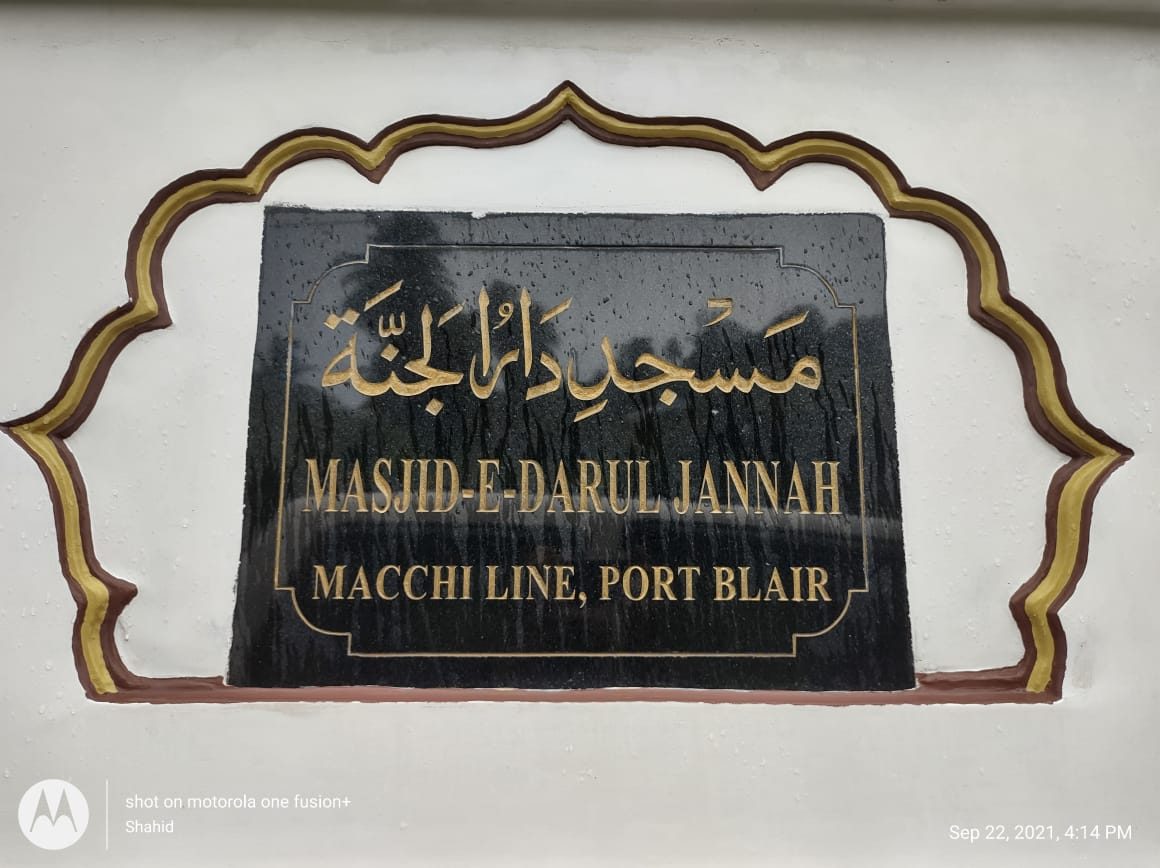 مَسْجِدِ دَارُالجَنَّة
MASJID-E-DARUL JANNAH
MACCHI LINE, PORT BLAIR
shot on motorola one fusion+
Shahid
Sep 22, 2021, 4:14 PM